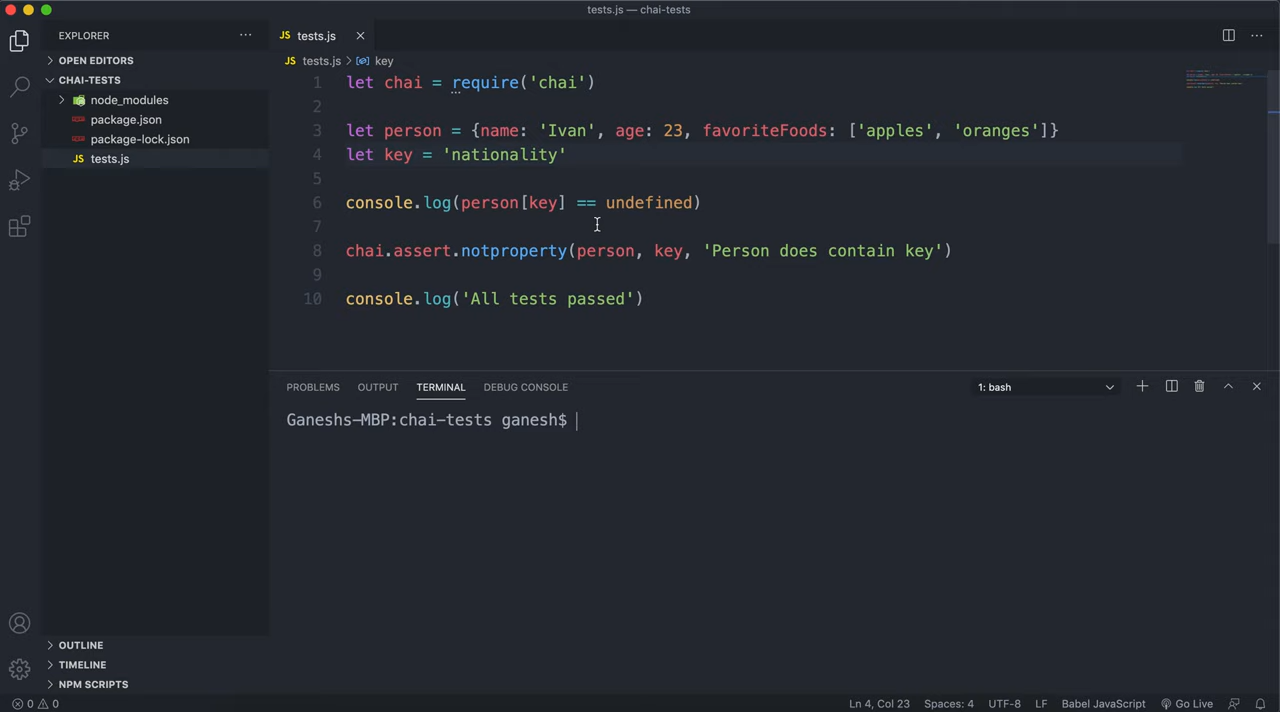 tests.js — chai-tests
EXPLORER
OPEN EDITORS
CHAI-TESTS
node_modules
package.json
package-lock.json
JS tests.js
OUTLINE
TIMELINE
NPM SCRIPTS
JS tests.js
JS tests.js > key
1 let chai = require('chai')
2
3 let person = {name: 'Ivan', age: 23, favoriteFoods: ['apples', 'oranges']}
4 let key = 'nationality'
5
6 console.log(person[key] == undefined)
7
8 chai.assert.notproperty(person, key, 'Person does contain key')
9
10 console.log('All tests passed')
PROBLEMS OUTPUT TERMINAL DEBUG CONSOLE 1: bash
Ganeshs-MBP:chai-tests ganesh$
0 0 Ln 4, Col 23 Spaces: 4 UTF-8 LF Babel JavaScript Go Live